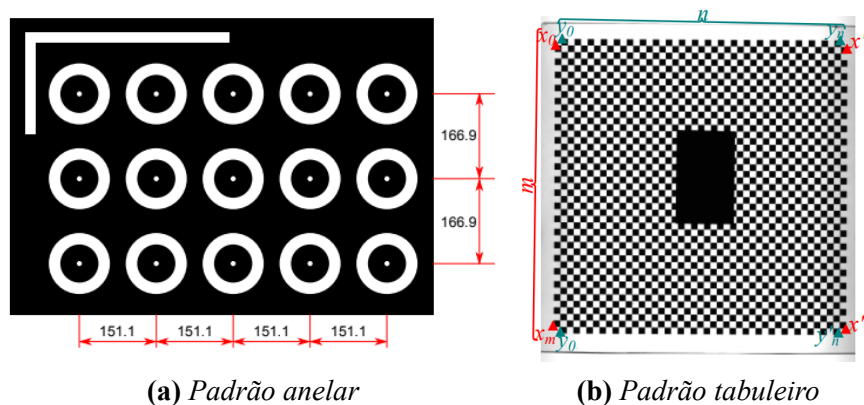 166.9
166.9
151.1 151.1 151.1 151.1
n
x₀ y₀ yₙ
m
xₘ y₀ y'ₙ
(a) Padrão anelar
(b) Padrão tabuleiro